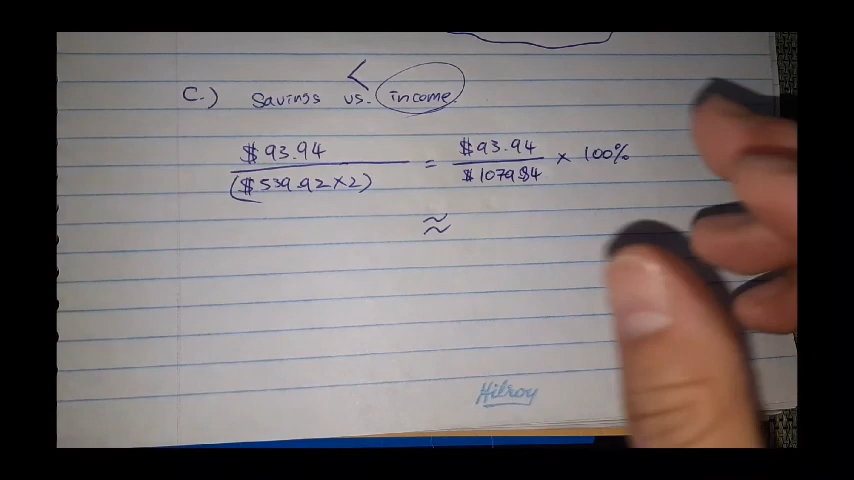 <
C.) Savings vs. income.
$93.94 = $93.94 × 100%
($539.92×2) $1079.84
≈
Hilroy